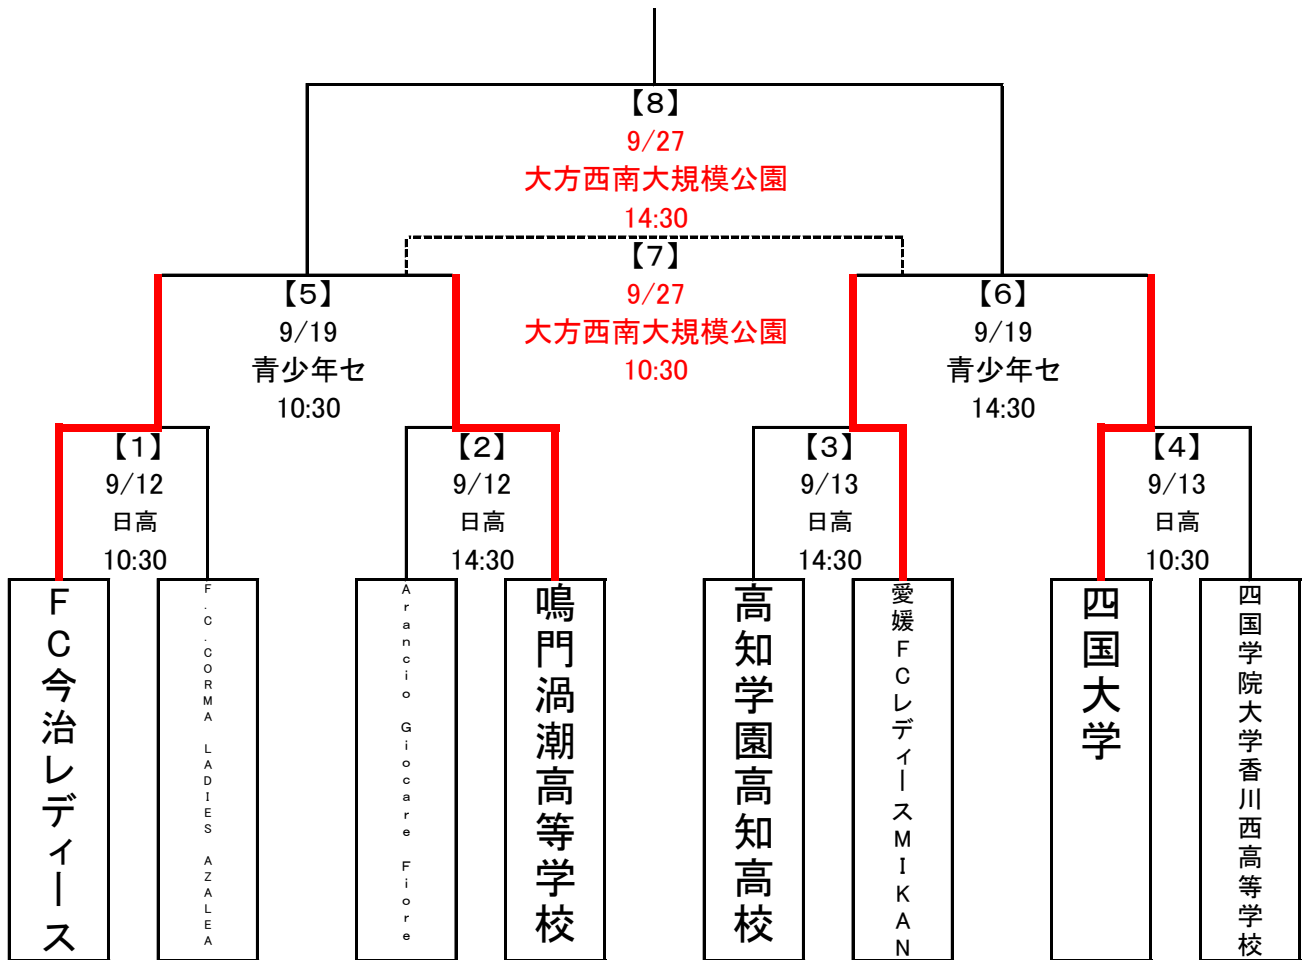 【8】
9/27
大方西南大規模公園
14:30
【7】
9/27
大方西南大規模公園
10:30
【5】
9/19
青少年セ
10:30
【6】
9/19
青少年セ
14:30
【1】
9/12
日高
10:30
【2】
9/12
日高
14:30
【3】
9/13
日高
14:30
【4】
9/13
日高
10:30
FC今治レディース
F.C.CORMA LADIES AZALEA
Arancio Giocare Fiore
鳴門渦潮高等学校
高知学園高知高校
愛媛FCレディースMIKAN
四国大学
四国学院大学香川西高等学校